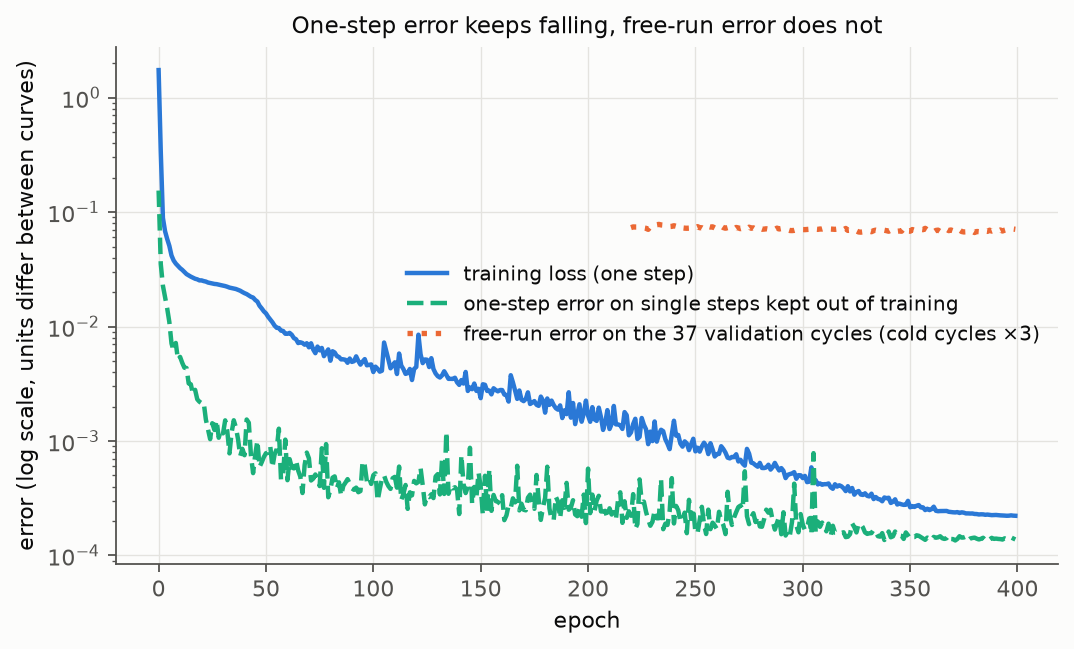 One-step error keeps falling, free-run error does not
error (log scale, units differ between curves)
10⁰
10⁻¹
10⁻²
10⁻³
10⁻⁴
training loss (one step)
one-step error on single steps kept out of training
free-run error on the 37 validation cycles (cold cycles ×3)
0 50 100 150 200 250 300 350 400
epoch